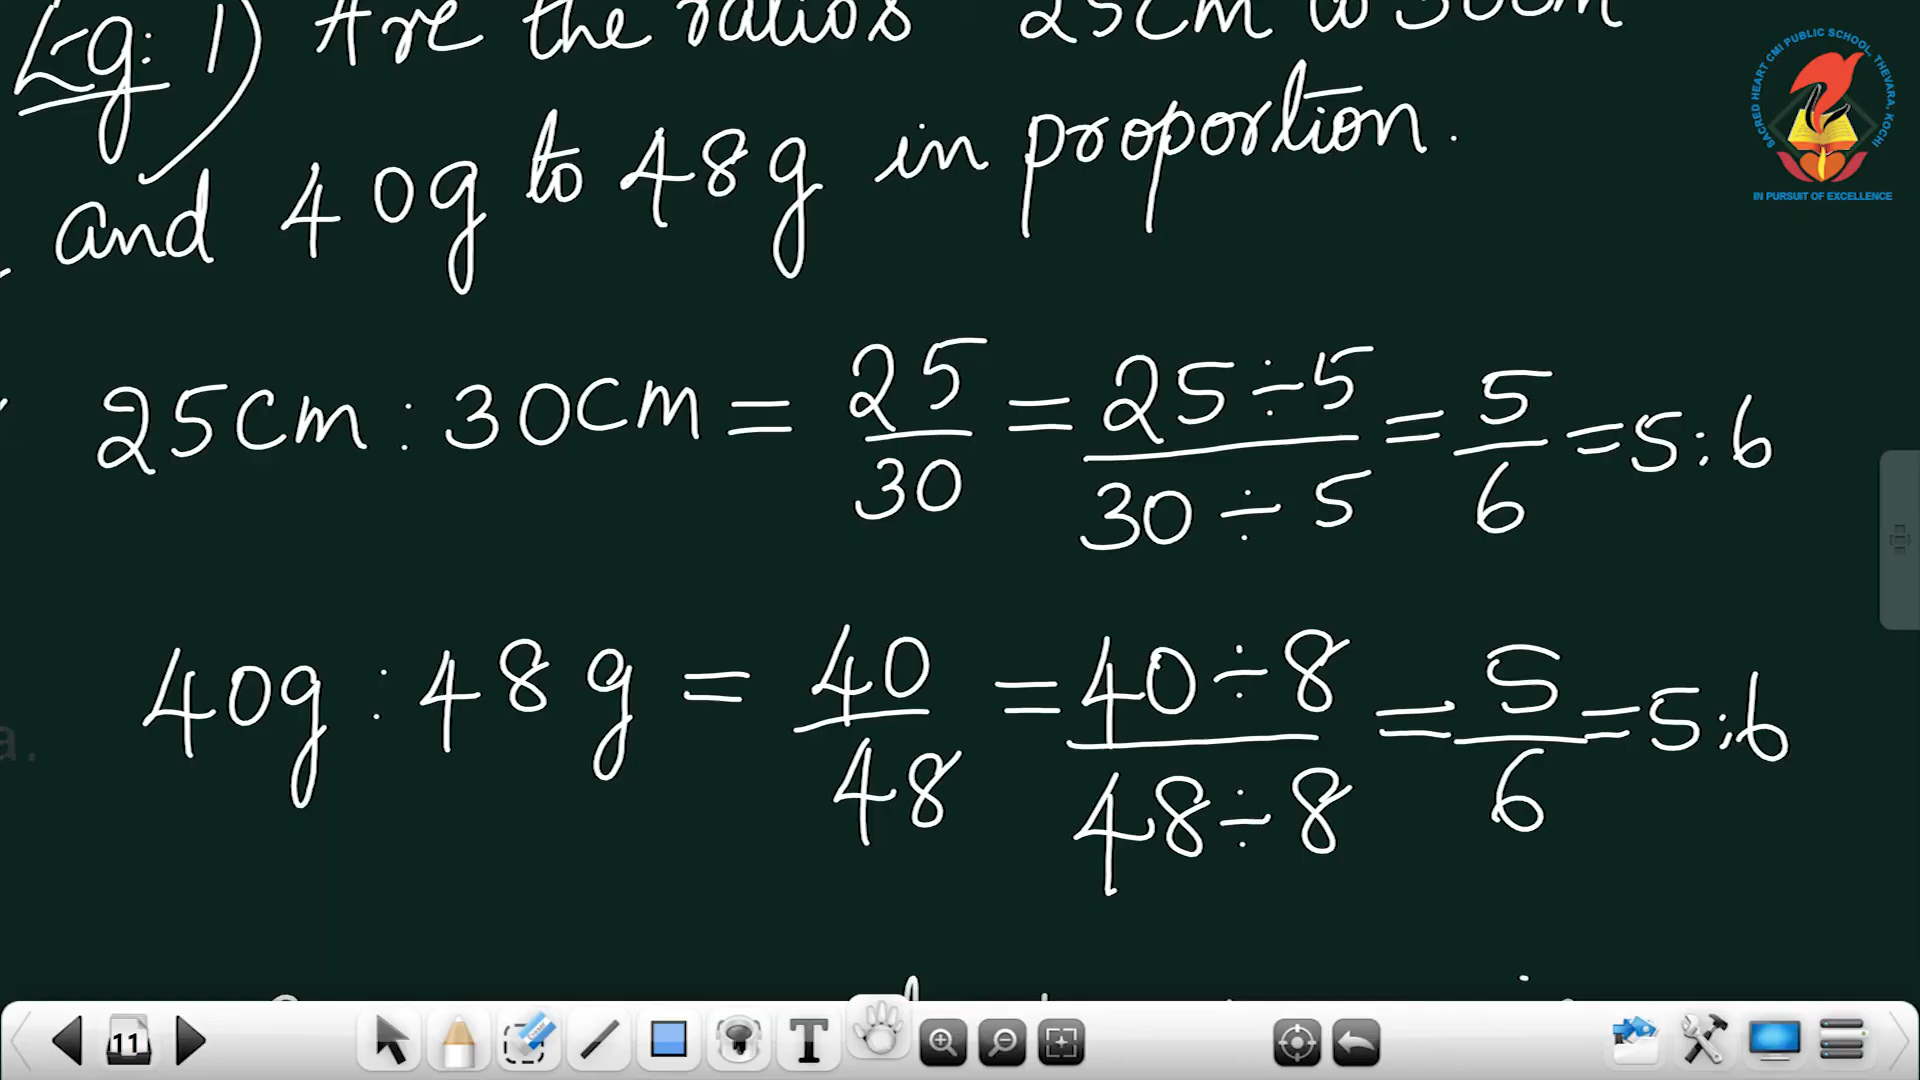 Eg: 1) Are the ratios 25cm to 30cm
and 40g to 48g in proportion.
25cm : 30cm = 25/30 = 25÷5/30÷5 = 5/6 = 5:6
40g : 48g = 40/48 = 40÷8/48÷8 = 5/6 = 5:6
a.
SACRED HEART CMI PUBLIC SCHOOL, THEVARA, KOCHI
IN PURSUIT OF EXCELLENCE
11
T